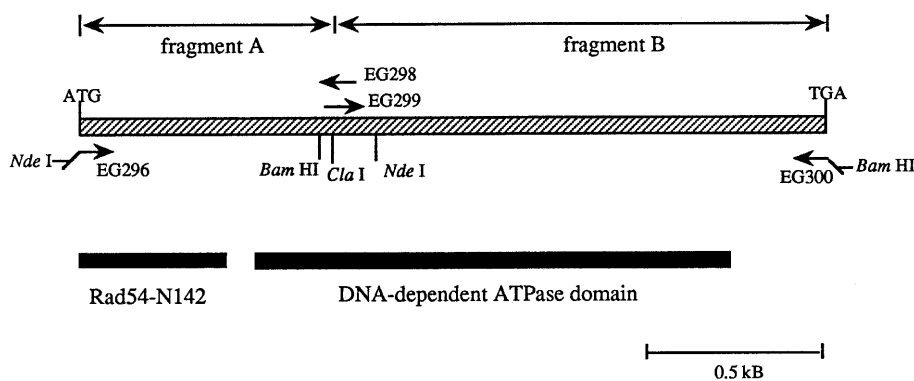 fragment A
fragment B
EG298
EG299
ATG
TGA
Nde I
EG296
Bam HI
Cla I
Nde I
EG300
Bam HI
Rad54-N142
DNA-dependent ATPase domain
0.5 kB